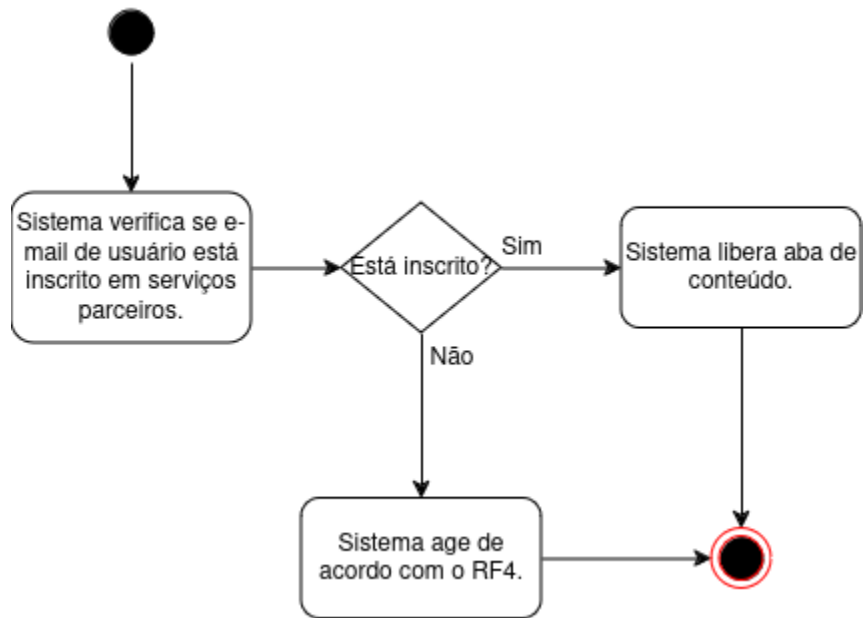 Sistema verifica se e-
mail de usuário está
inscrito em serviços
parceiros.
Está inscrito?
Sim
Sistema libera aba de
conteúdo.
Não
Sistema age de
acordo com o RF4.